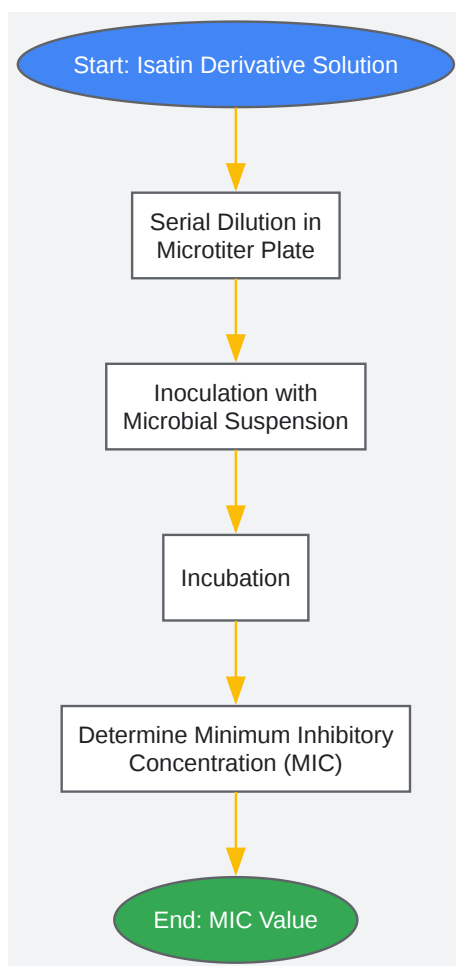 Start: Isatin Derivative Solution
Serial Dilution in
Microtiter Plate
Inoculation with
Microbial Suspension
Incubation
Determine Minimum Inhibitory
Concentration (MIC)
End: MIC Value